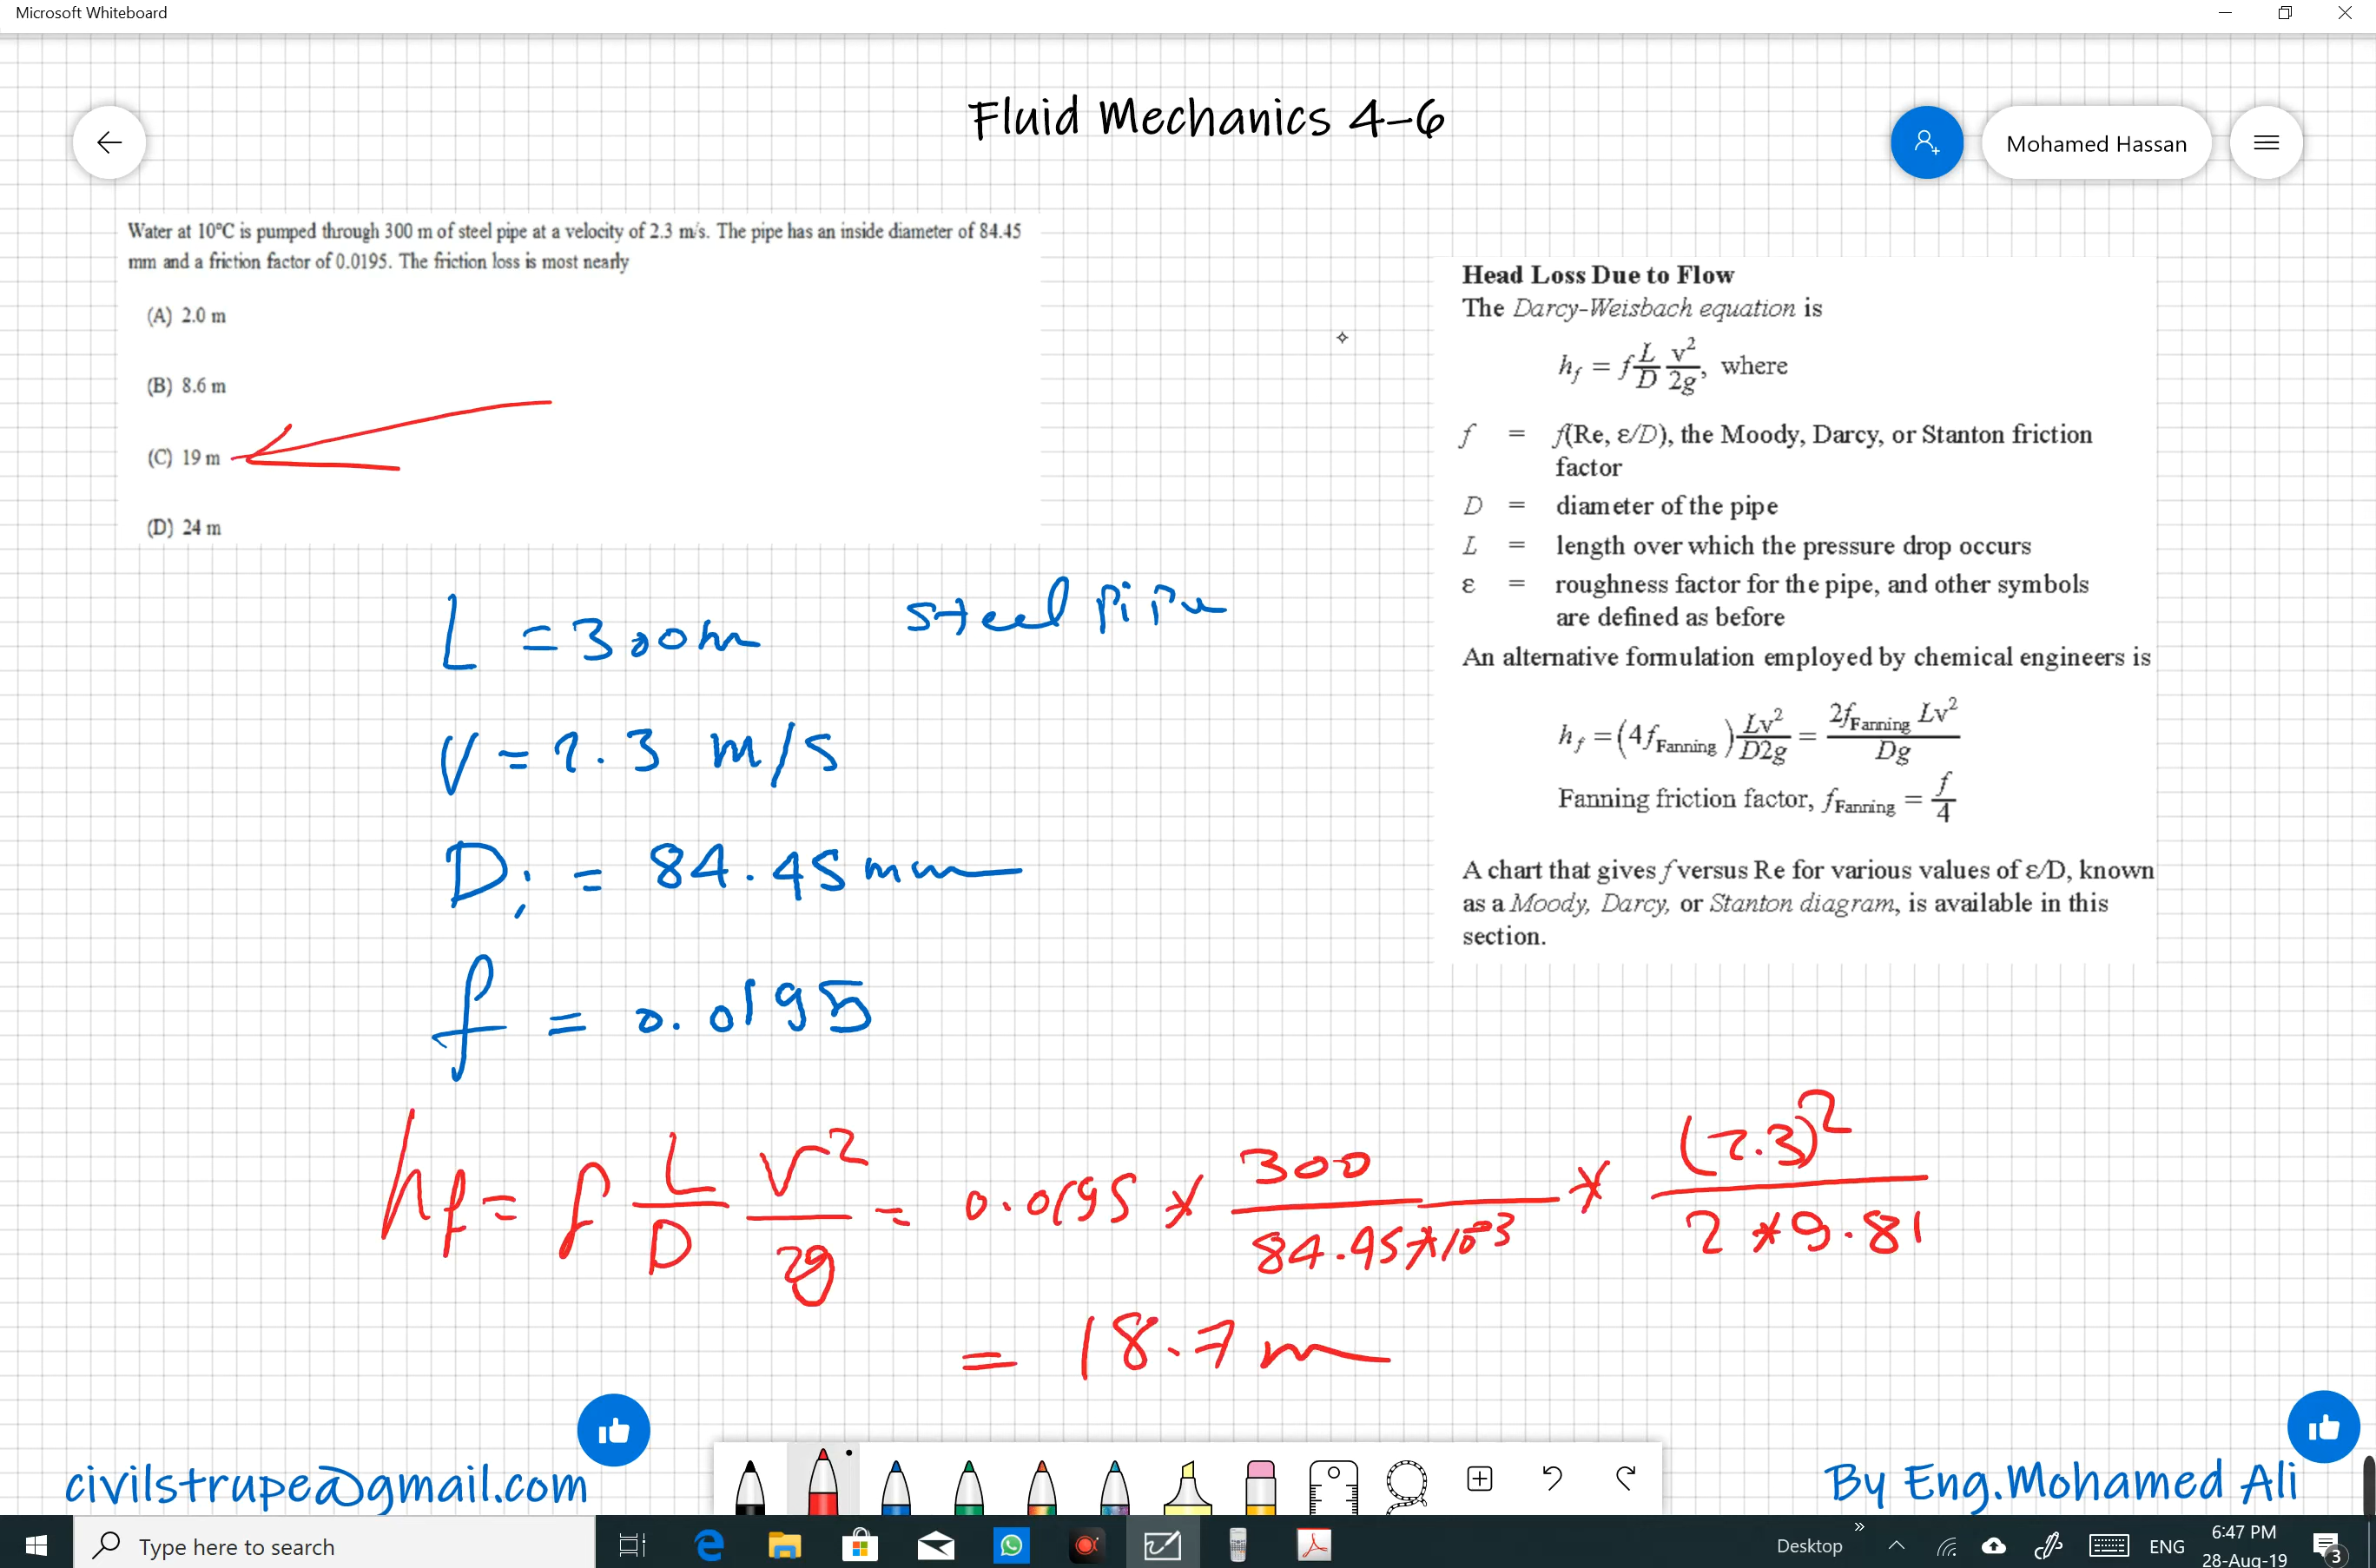 Microsoft Whiteboard
Fluid Mechanics 4-6
Mohamed Hassan
Water at 10°C is pumped through 300 m of steel pipe at a velocity of 2.3 m/s. The pipe has an inside diameter of 84.45
mm and a friction factor of 0.0195. The friction loss is most nearly
(A) 2.0 m
(B) 8.6 m
(C) 19 m
(D) 24 m
Head Loss Due to Flow
The Darcy-Weisbach equation is
h_f = f L/D v²/2g, where
f = f(Re, ε/D), the Moody, Darcy, or Stanton friction
factor
D = diameter of the pipe
L = length over which the pressure drop occurs
ε = roughness factor for the pipe, and other symbols
are defined as before
An alternative formulation employed by chemical engineers is
h_f = (4f_Fanning) Lv²/D2g = 2f_Fanning Lv²/Dg
Fanning friction factor, f_Fanning = f/4
A chart that gives f versus Re for various values of ε/D, known
as a Moody, Darcy, or Stanton diagram, is available in this
section.
L = 300m steel pipe
V = 2.3 m/s
Di = 84.45mm
f = 0.0195
hf = f L/D V²/2g = 0.0195 * 300/84.45*10^-3 * (2.3)²/2*9.81
= 18.7 m
civilstrupe@gmail.com
By Eng.Mohamed Ali
Type here to search
Desktop
ENG
6:47 PM
28-Aug-19
3